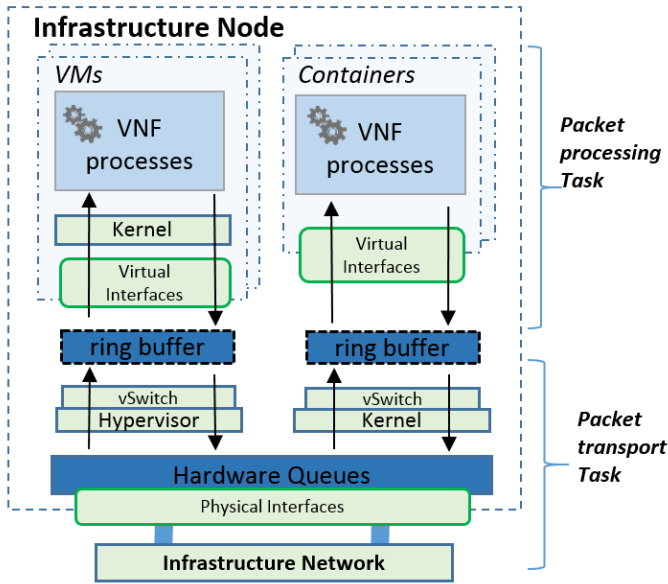 Infrastructure Node
VMs
VNF
processes
Kernel
Virtual
Interfaces
ring buffer
vSwitch
Hypervisor
Containers
VNF
processes
Virtual
Interfaces
ring buffer
vSwitch
Kernel
Hardware Queues
Physical Interfaces
Infrastructure Network
Packet
processing
Task
Packet
transport
Task